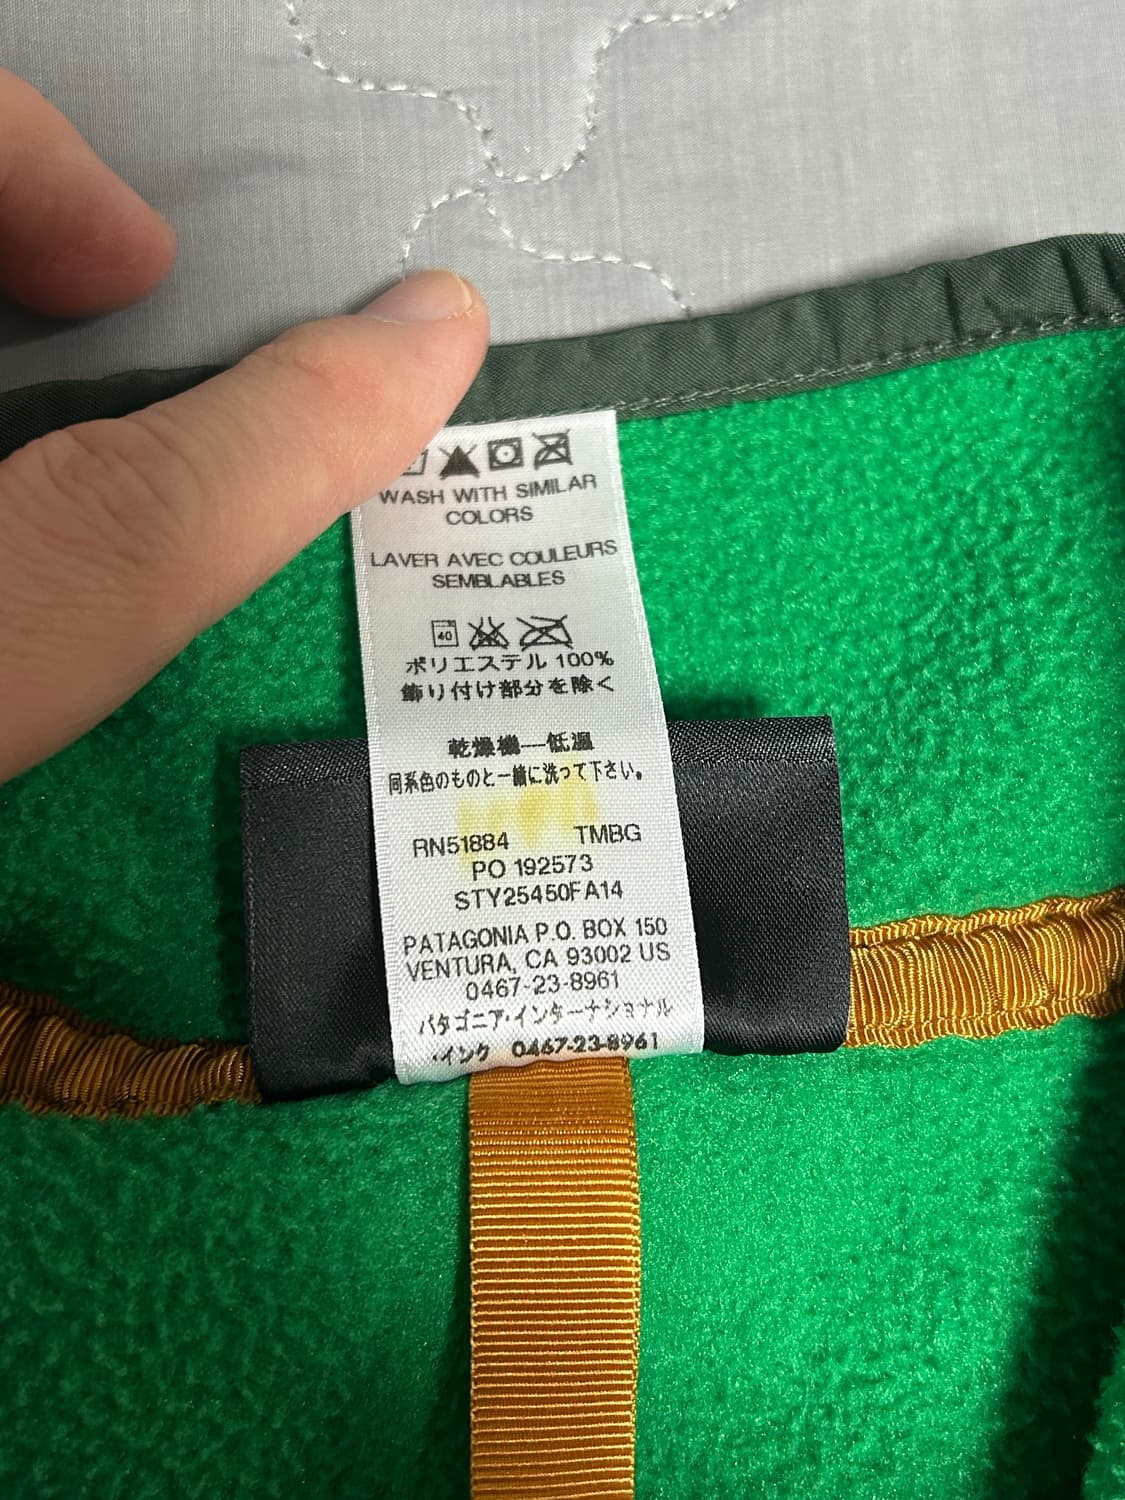 WASH WITH SIMILAR
COLORS
LAVER AVEC COULEURS
SEMBLABLES
40
ポリエステル 100%
飾り付け部分を除く
乾燥機—低温
同系色のものと一緒に洗って下さい。
RN51884 TMBG
PO 192573
STY25450FA14
PATAGONIA P.O. BOX 150
VENTURA, CA 93002 US
0467-23-8961
パタゴニア・インターナショナル
・インク 0467-23-8961